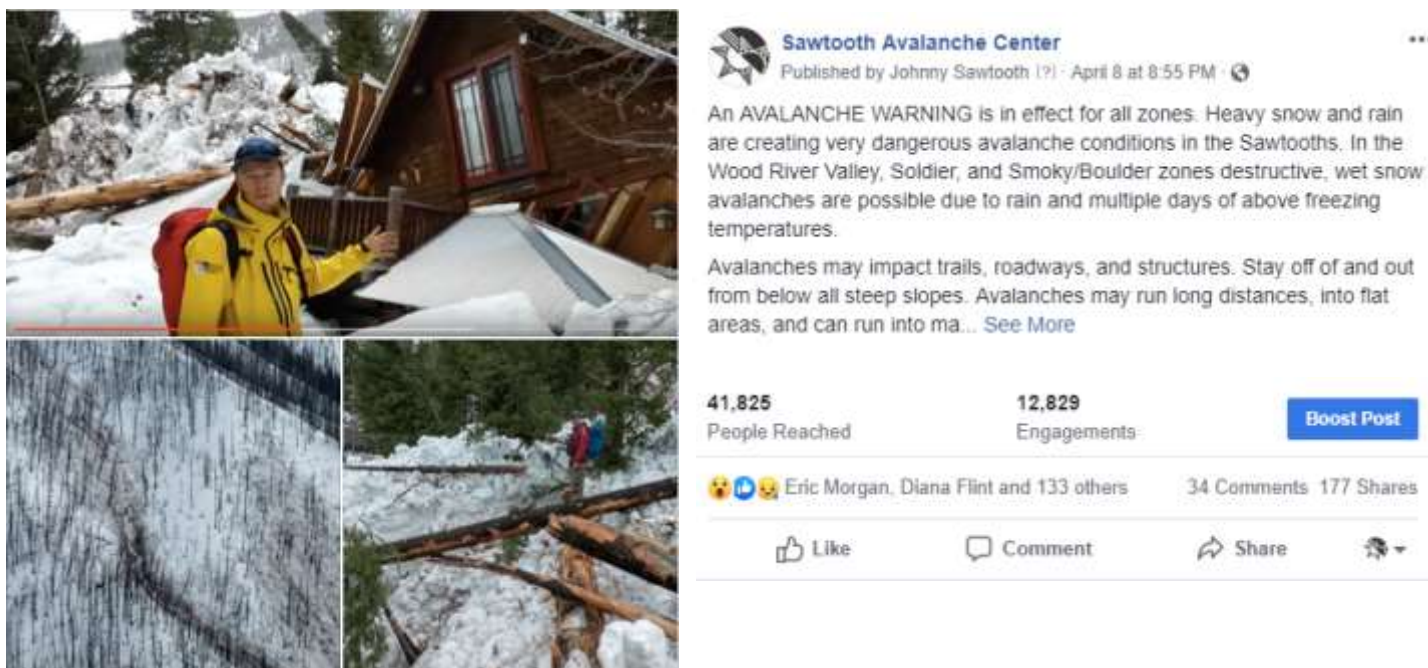 Sawtooth Avalanche Center
Published by Johnny Sawtooth [?] · April 8 at 8:55 PM ·
An AVALANCHE WARNING is in effect for all zones. Heavy snow and rain
are creating very dangerous avalanche conditions in the Sawtooths. In the
Wood River Valley, Soldier, and Smoky/Boulder zones destructive, wet snow
avalanches are possible due to rain and multiple days of above freezing
temperatures.
Avalanches may impact trails, roadways, and structures. Stay off of and out
from below all steep slopes. Avalanches may run long distances, into flat
areas, and can run into ma... See More
41,825
People Reached
12,829
Engagements
Boost Post
Eric Morgan, Diana Flint and 133 others
34 Comments 177 Shares
Like
Comment
Share